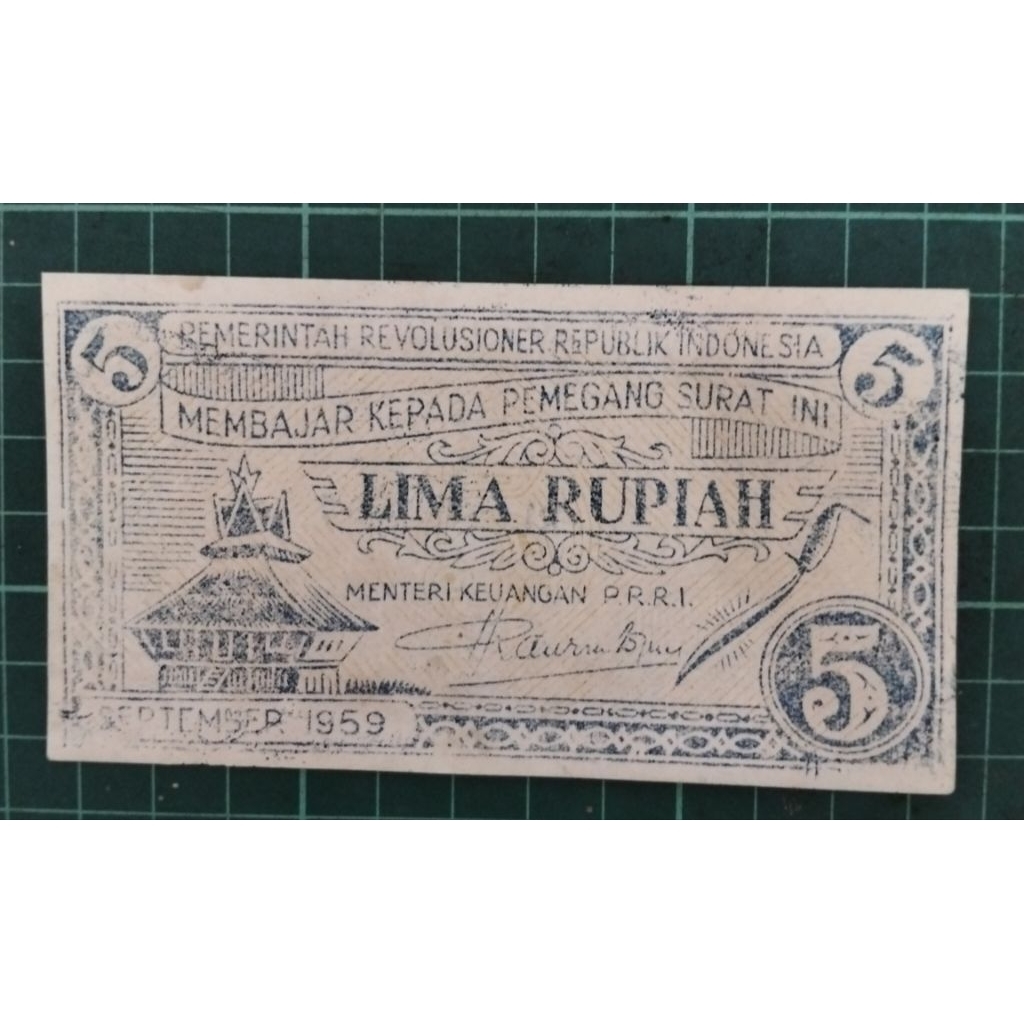 5 PEMERINTAH REVOLUSIONER REPUBLIK INDONESIA 5
MEMBAJAR KEPADA PEMEGANG SURAT INI
LIMA RUPIAH
MENTERI KEUANGAN P.R.R.I.
5
SEPTEMBER 1959